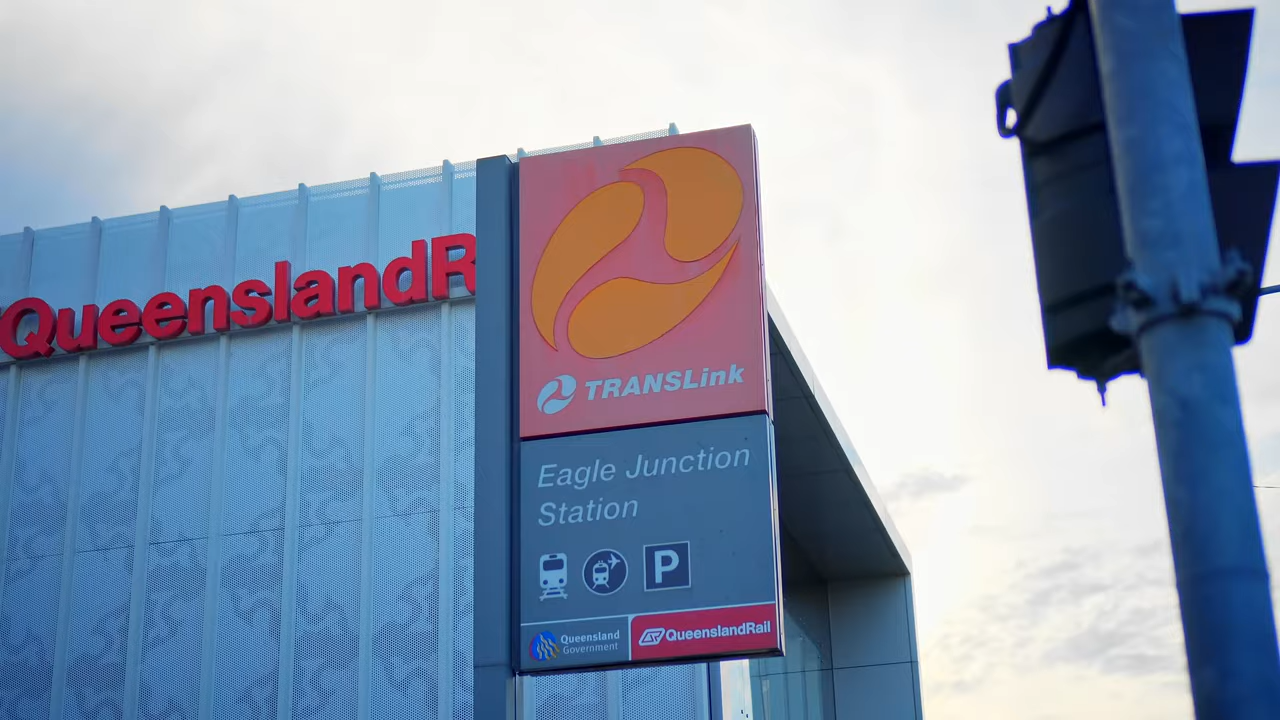 QueenslandR
TRANSLink
Eagle Junction
Station
P
Queensland
Government
QueenslandRail